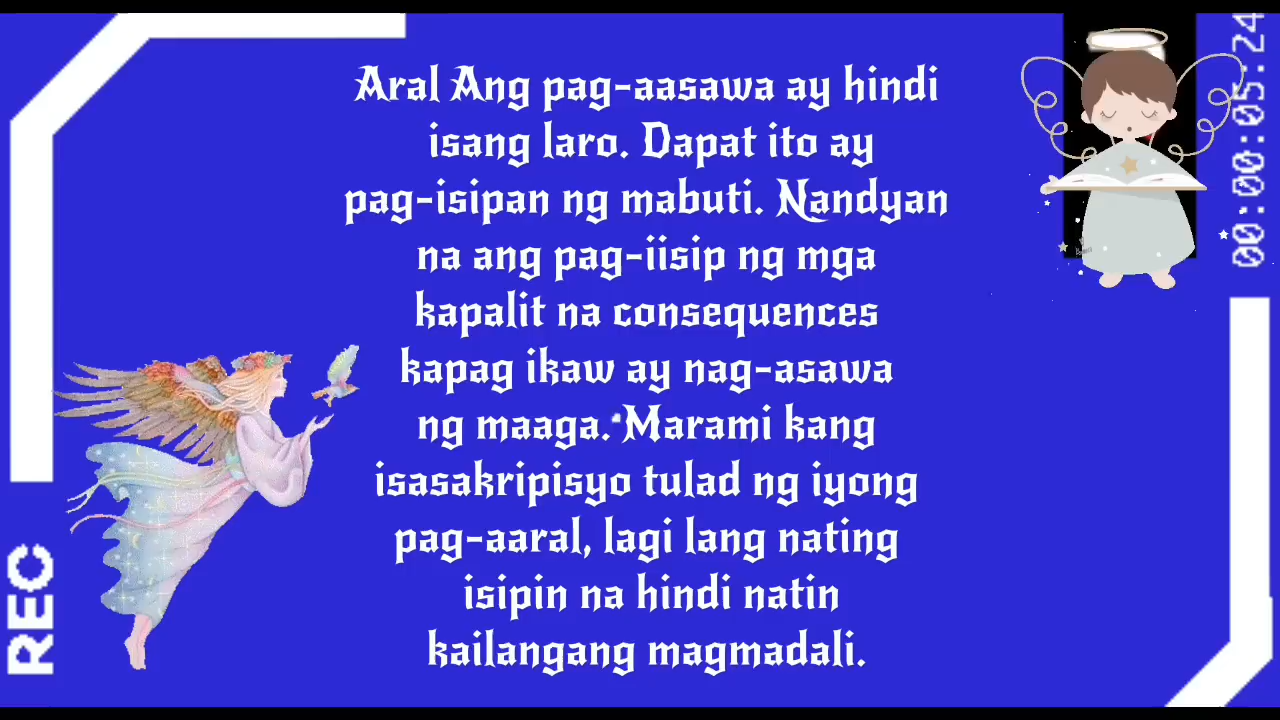 Aral Ang pag-aasawa ay hindi
isang laro. Dapat ito ay
pag-isipan ng mabuti. Nandyan
na ang pag-iisip ng mga
kapalit na consequences
kapag ikaw ay nag-asawa
ng maaga. Marami kang
isasakripisyo tulad ng iyong
pag-aaral, lagi lang nating
isipin na hindi natin
kailangang magmadali.
REC
00:00:05:24